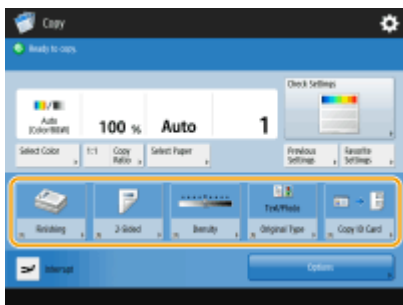 Copy
Ready to copy.
Check Settings
Auto
(Color/B&W)
100 % Auto 1
Select Color 1:1 Copy Ratio Select Paper Previous Settings Favorite Settings
Text/Photo
Finishing 2-Sided Density Original Type Copy ID Card
Interrupt Options